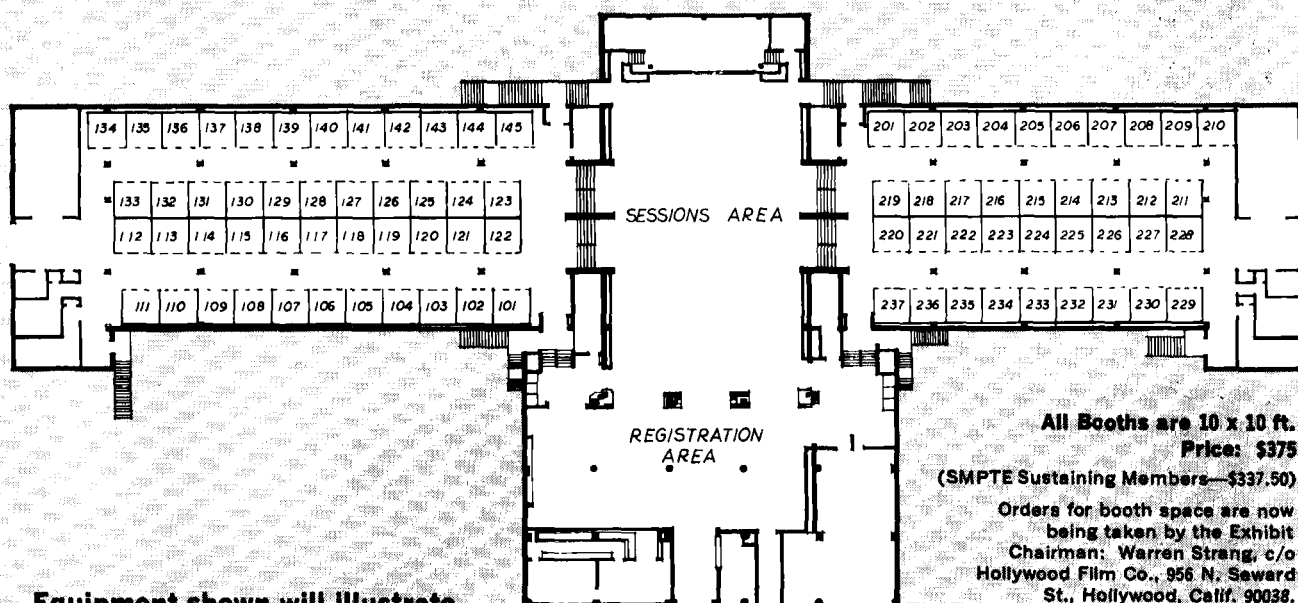 134 135 136 137 138 139 140 141 142 143 144 145
201 202 203 204 205 206 207 208 209 210
133 132 131 130 129 128 127 126 125 124 123
219 218 217 216 215 214 213 212 211
SESSIONS AREA
112 113 114 115 116 117 118 119 120 121 122
220 221 222 223 224 225 226 227 228
111 110 109 108 107 106 105 104 103 102 101
237 236 235 234 233 232 231 230 229
REGISTRATION
AREA
All Booths are 10 x 10 ft.
Price: $375
(SMPTE Sustaining Members—$337.50)
Orders for booth space are now
being taken by the Exhibit
Chairman: Warren Strang, c/o
Hollywood Film Co., 956 N. Seward
St., Hollywood, Calif. 90038.
Equipment shown will illustrate